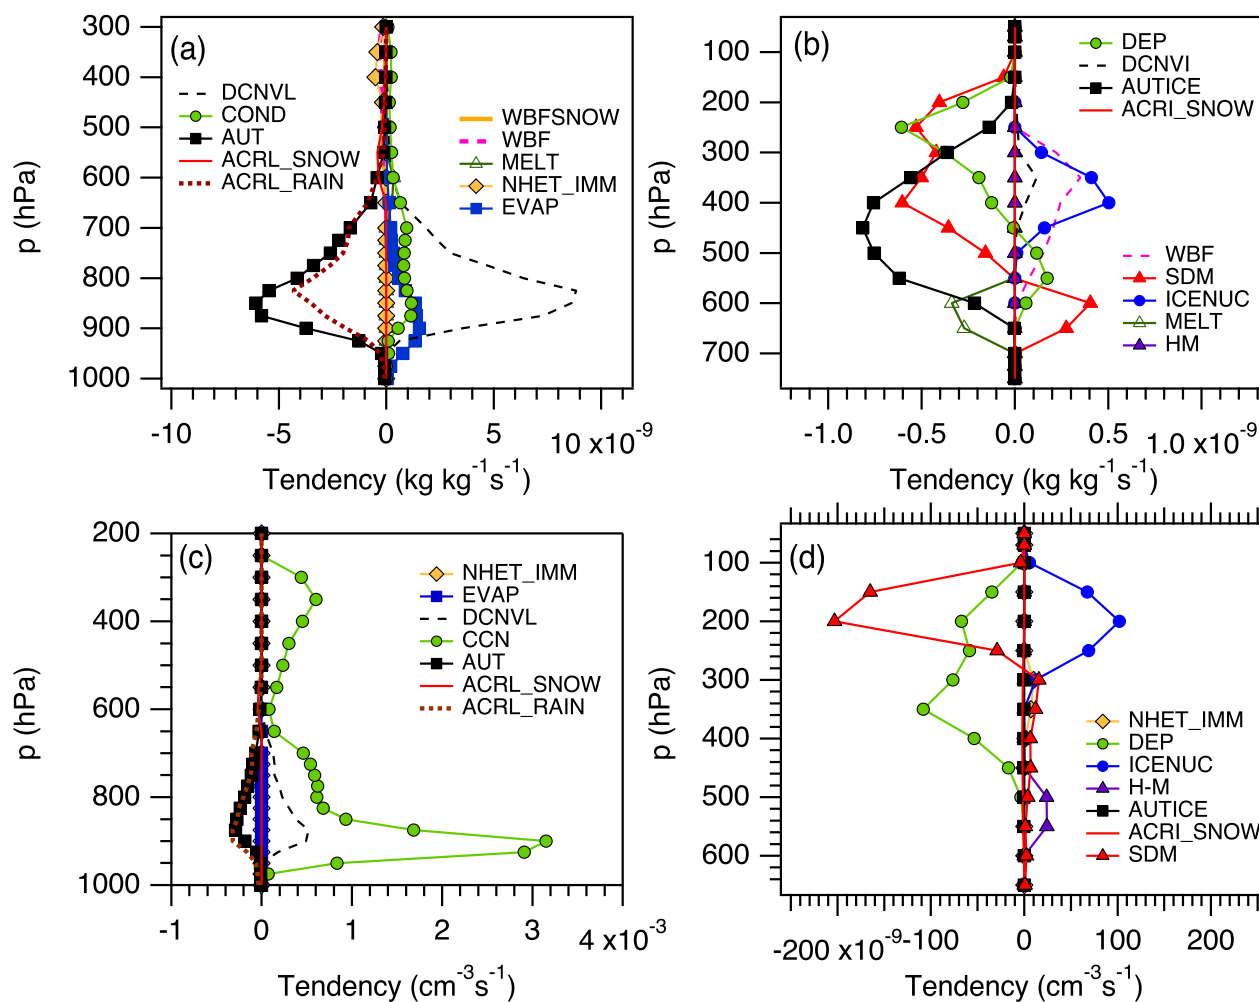 (a)
300
400
500
600
700
800
900
1000
p (hPa)
DCNVL
COND
AUT
ACRL_SNOW
ACRL_RAIN
WBFSNOW
WBF
MELT
NHET_IMM
EVAP
-10
-5
0
5
10 x10⁻⁹
Tendency (kg kg⁻¹s⁻¹)
(b)
100
200
300
400
500
600
700
p (hPa)
DEP
DCNVI
AUTICE
ACRI_SNOW
WBF
SDM
ICENUC
MELT
HM
-1.0
-0.5
0.0
0.5
1.0 x10⁻⁹
Tendency (kg kg⁻¹s⁻¹)
(c)
200
400
600
800
1000
p (hPa)
NHET_IMM
EVAP
DCNVL
CCN
AUT
ACRL_SNOW
ACRL_RAIN
-1
0
1
2
3
4 x10⁻³
Tendency (cm⁻³s⁻¹)
(d)
100
200
300
400
500
600
p (hPa)
NHET_IMM
DEP
ICENUC
H-M
AUTICE
ACRI_SNOW
SDM
-200 x10⁻⁹
-100
0
100
200
Tendency (cm⁻³s⁻¹)